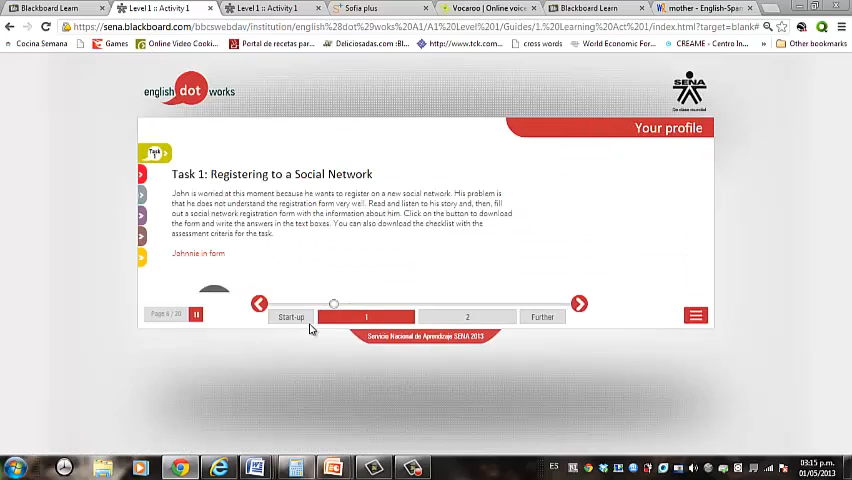 Blackboard Learn
Level 1 :: Activity 1
Level 1 :: Activity 1
Sofia plus
Vocaroo | Online voice
Blackboard Learn
mother - English-Span
https://sena.blackboard.com/bbcswebdav/institution/english%28dot%29woks%20A1/A1%20Level%201/Guides/1.%20Learning%20Act%201/index.html?target=blank#
Cocina Semana
Games
Online Video Cooki...
Portal de recetas par...
Deliciosadas.com :Bl...
http://www.tck.com...
cross words
World Economic For...
CREAME - Centro In...
Other bookmarks
english dot works
SENA
De clase mundial
Your profile
Task 1
Task 1: Registering to a Social Network
John is worried at this moment because he wants to register on a new social network. His problem is
that he does not understand the registration form very wall. Read and listen to his story and, then, fill
out a social network registration form with the information about him. Click on the button to download
the form and write the answers in the text boxes. You can also download the checklist with the
assessment criteria for the task.
Johnnie in form
Page 6 / 20
Start-up
1
2
Further
Servicio Nacional de Aprendizaje SENA 2013
ES
03:15 p.m.
01/05/2013